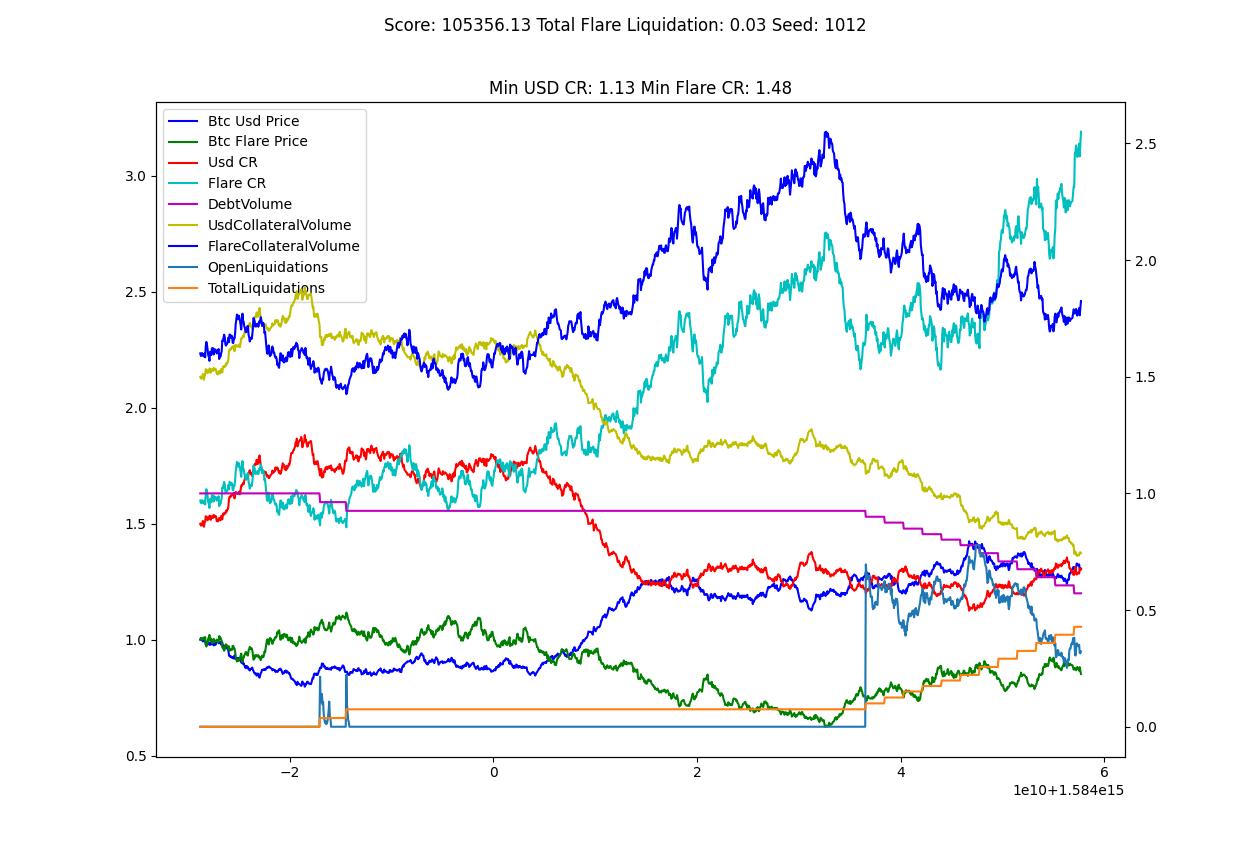 Score: 105356.13 Total Flare Liquidation: 0.03 Seed: 1012
Min USD CR: 1.13 Min Flare CR: 1.48
Btc Usd Price
Btc Flare Price
Usd CR
Flare CR
DebtVolume
UsdCollateralVolume
FlareCollateralVolume
OpenLiquidations
TotalLiquidations
3.0
2.5
2.0
1.5
1.0
0.5
2.5
2.0
1.5
1.0
0.5
0.0
−2
0
2
4
6
1e10+1.584e15